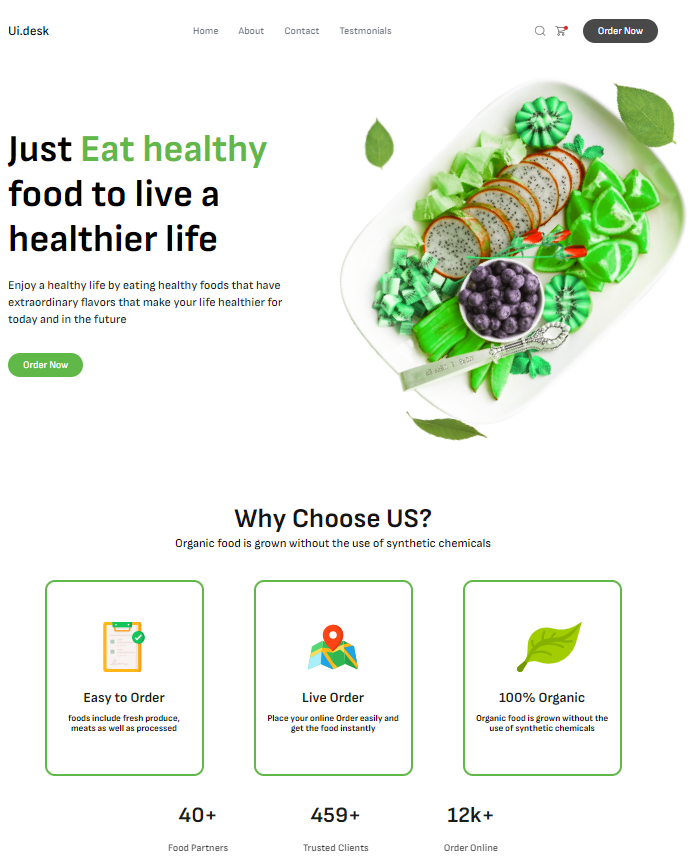 Ui.desk
Home About Contact Testmonials
Order Now
Just Eat healthy
food to live a
healthier life
Enjoy a healthy life by eating healthy foods that have
extraordinary flavors that make your life healthier for
today and in the future
Order Now
Why Choose US?
Organic food is grown without the use of synthetic chemicals
Easy to Order
foods include fresh produce,
meats as well as processed
Live Order
Place your online Order easily and
get the food instantly
100% Organic
Organic food is grown without the
use of synthetic chemicals
40+
Food Partners
459+
Trusted Clients
12k+
Order Online